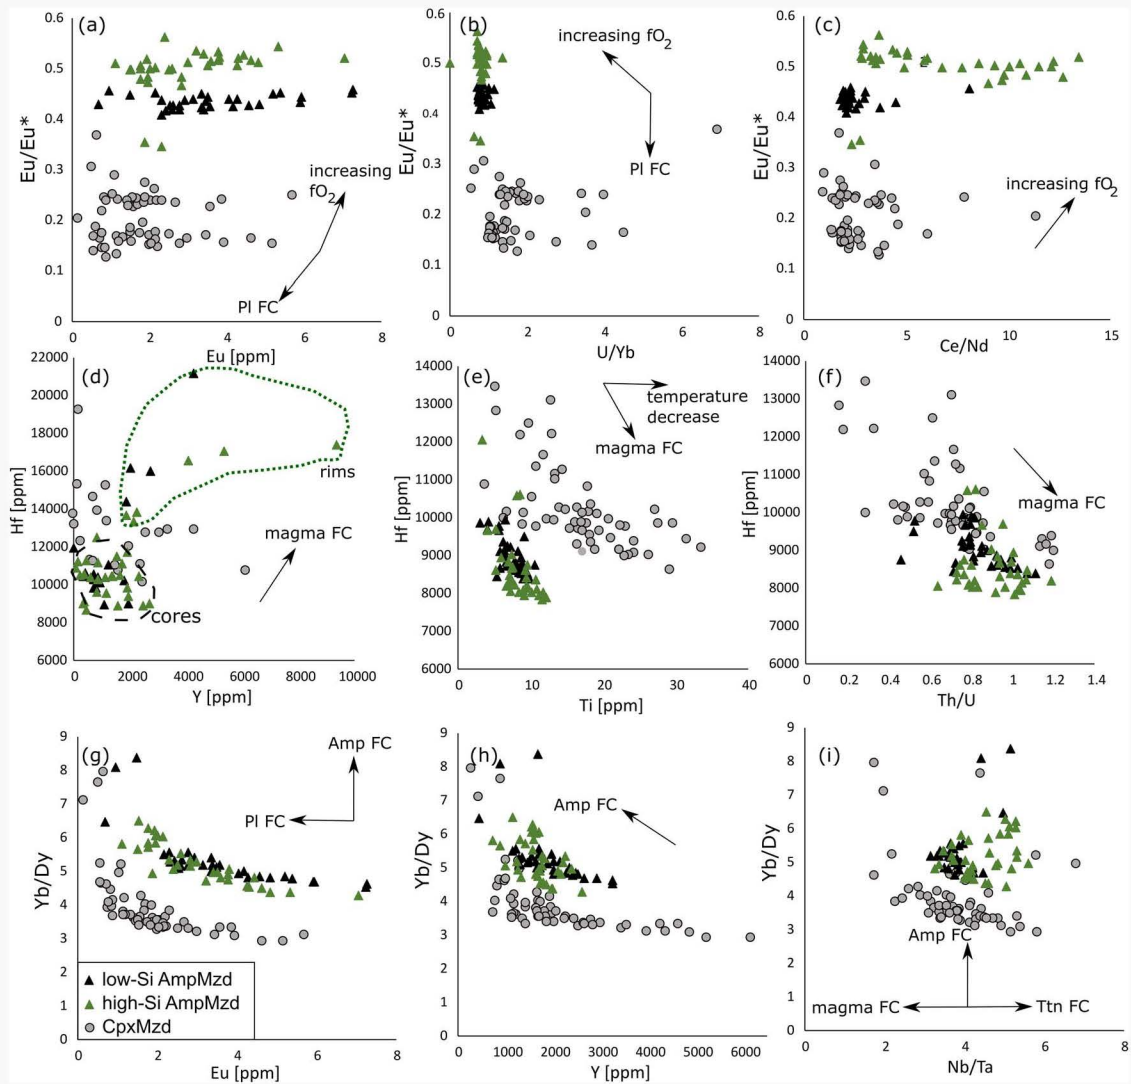 (a)
0.6
0.5
0.4
0.3
0.2
0.1
0
Eu/Eu*
increasing
fO2
Pl FC
0 2 4 6 8
Eu [ppm]
(b)
0.6
0.5
0.4
0.3
0.2
0.1
0
Eu/Eu*
increasing fO2
Pl FC
0 2 4 6 8
U/Yb
(c)
0.6
0.5
0.4
0.3
0.2
0.1
0
Eu/Eu*
increasing fO2
0 5 10 15
Ce/Nd
(d)
22000
20000
18000
16000
14000
12000
10000
8000
6000
Hf [ppm]
rims
magma FC
cores
0 2000 4000 6000 8000 10000
Y [ppm]
(e)
14000
13000
12000
11000
10000
9000
8000
7000
6000
Hf [ppm]
temperature
decrease
magma FC
0 10 20 30 40
Ti [ppm]
(f)
14000
13000
12000
11000
10000
9000
8000
7000
6000
Hf [ppm]
magma FC
0 0.2 0.4 0.6 0.8 1 1.2 1.4
Th/U
(g)
9
8
7
6
5
4
3
2
1
0
Yb/Dy
Amp FC
Pl FC
low-Si AmpMzd
high-Si AmpMzd
CpxMzd
0 2 4 6 8
Eu [ppm]
(h)
9
8
7
6
5
4
3
2
1
0
Yb/Dy
Amp FC
0 1000 2000 3000 4000 5000 6000
Y [ppm]
(i)
9
8
7
6
5
4
3
2
1
0
Yb/Dy
Amp FC
magma FC
Ttn FC
0 2 4 6 8
Nb/Ta